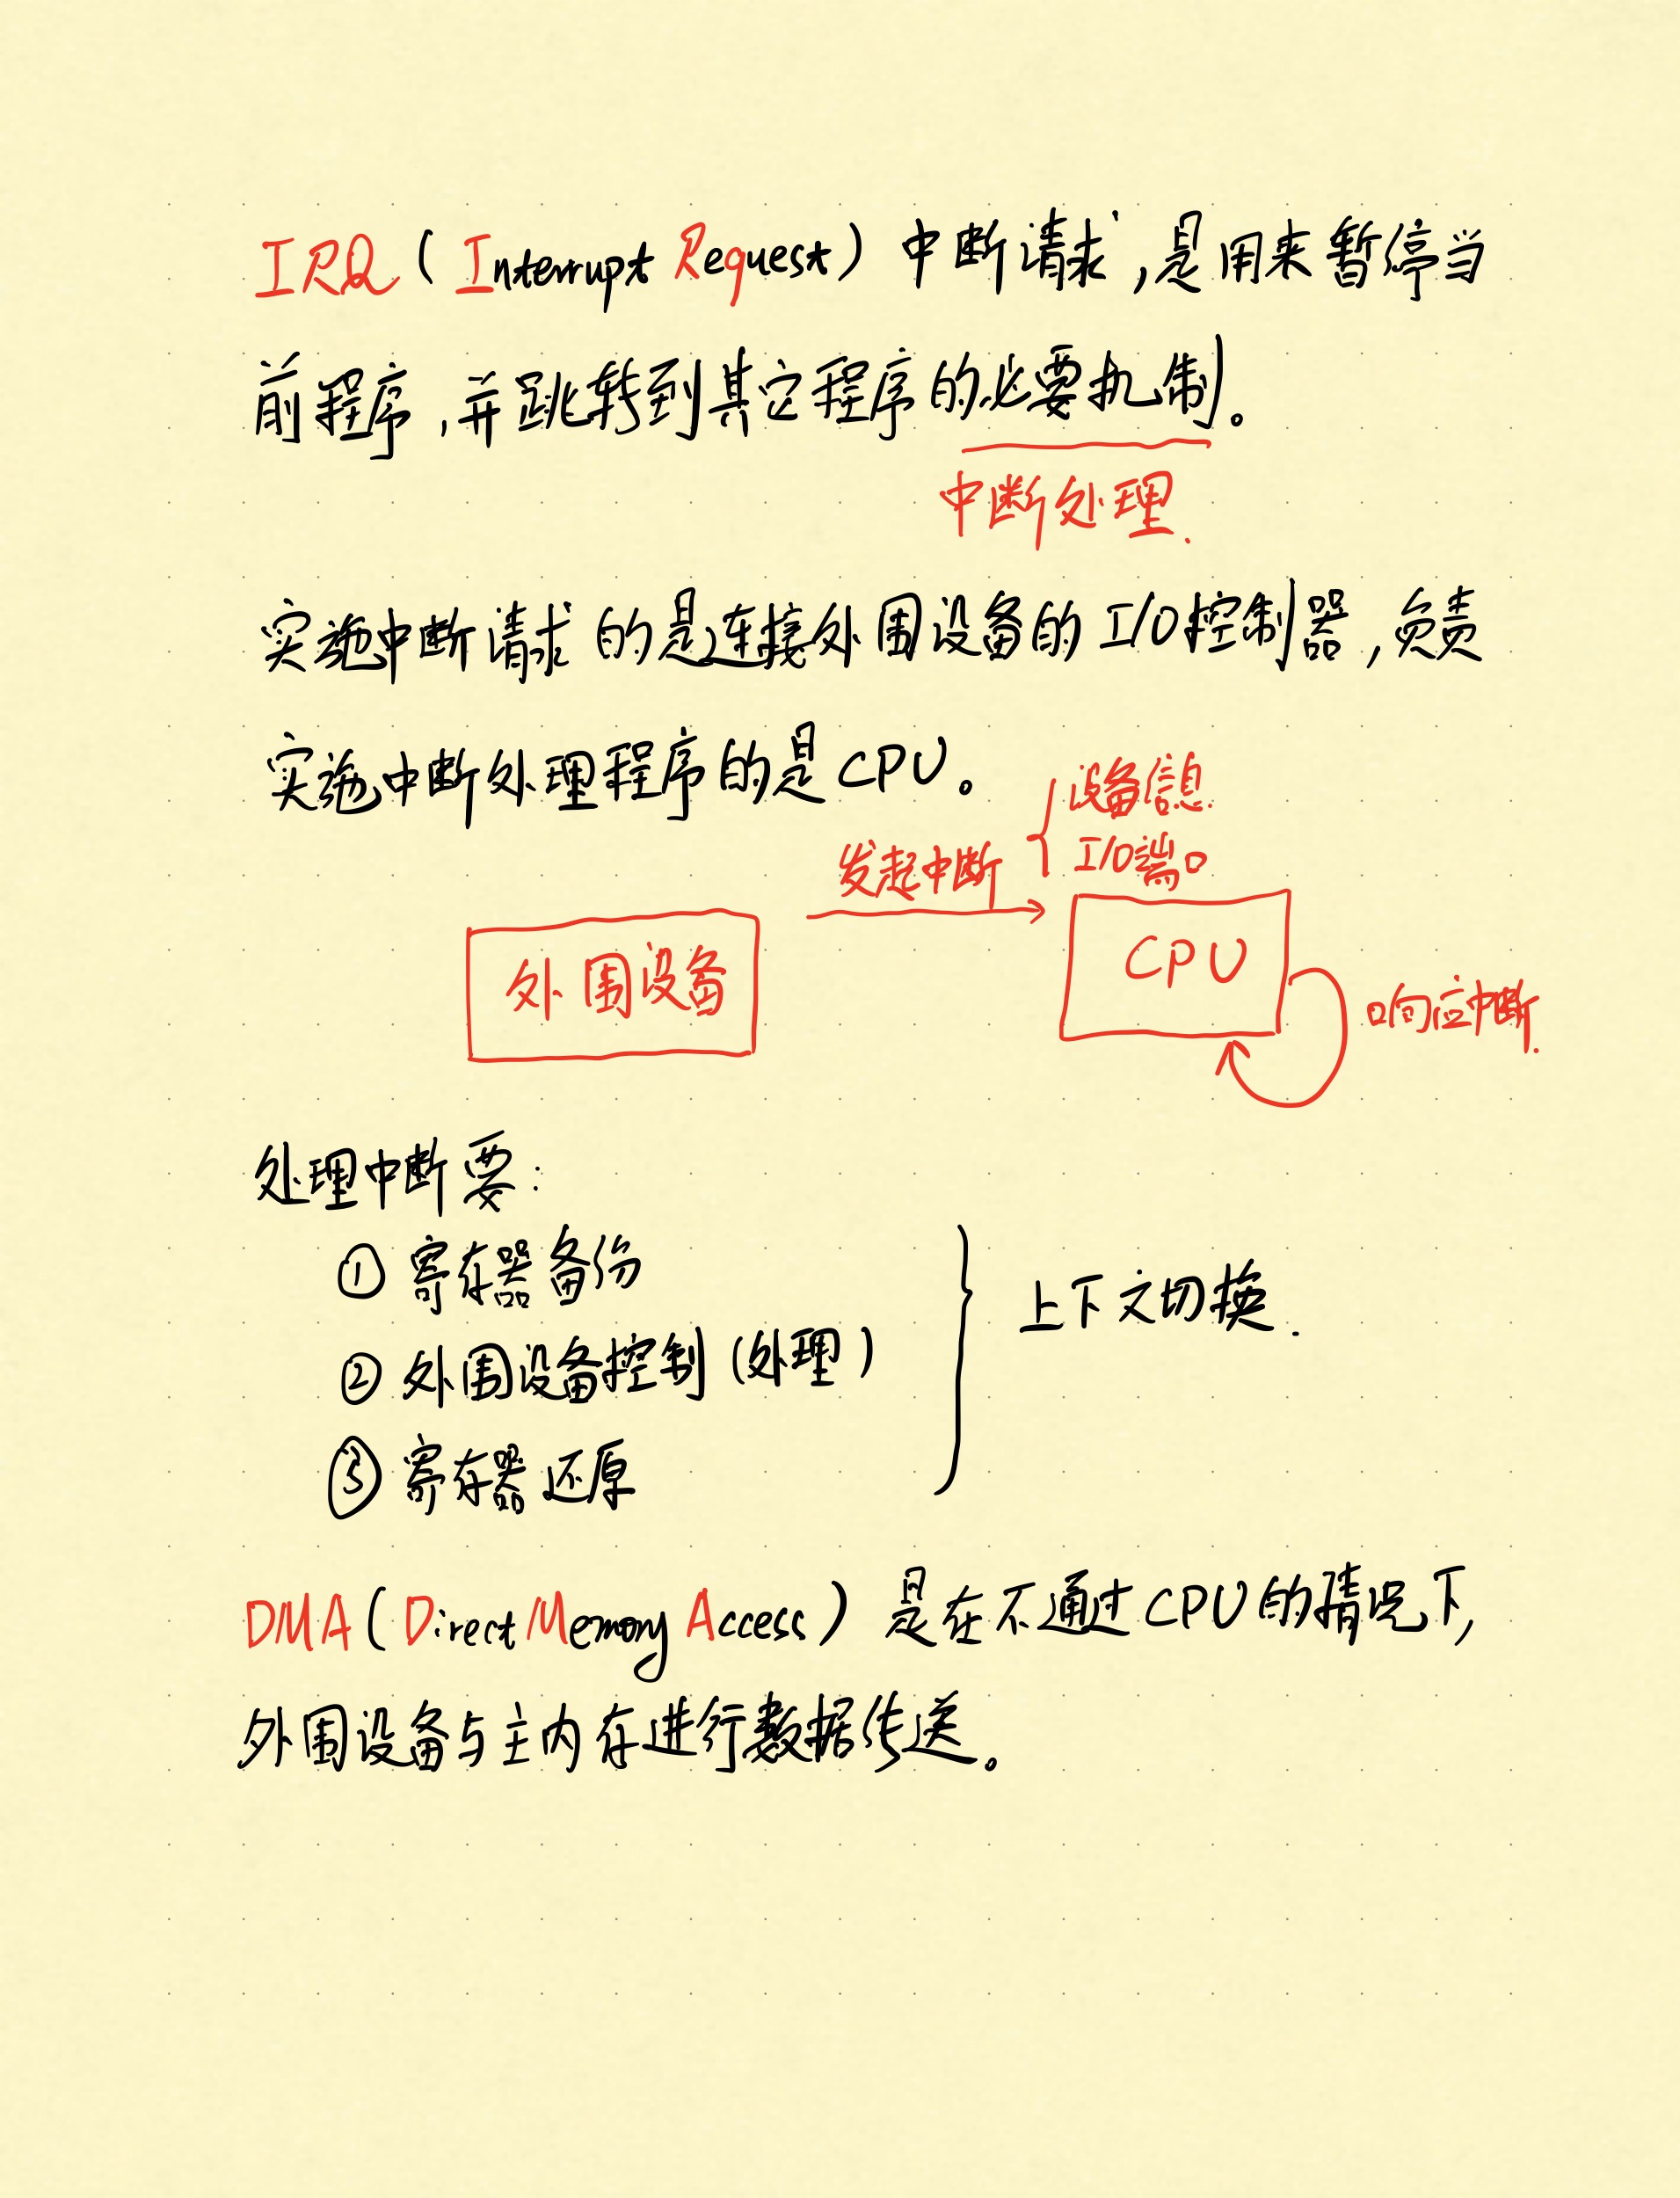 IRQ（Interrupt Request）中断请求，是用来暂停当
前程序，并跳转到其它程序的必要机制。
中断处理.
实施中断请求的是连接外围设备的I/O控制器，负责
实施中断处理程序的是CPU。
设备信息.
发起中断
I/O端口
外围设备
CPU
响应中断.
处理中断要：
① 寄存器备份
② 外围设备控制（处理）
上下文切换.
③ 寄存器还原
DMA（Direct Memory Access）是在不通过CPU的情况下，
外围设备与主内存进行数据传送。